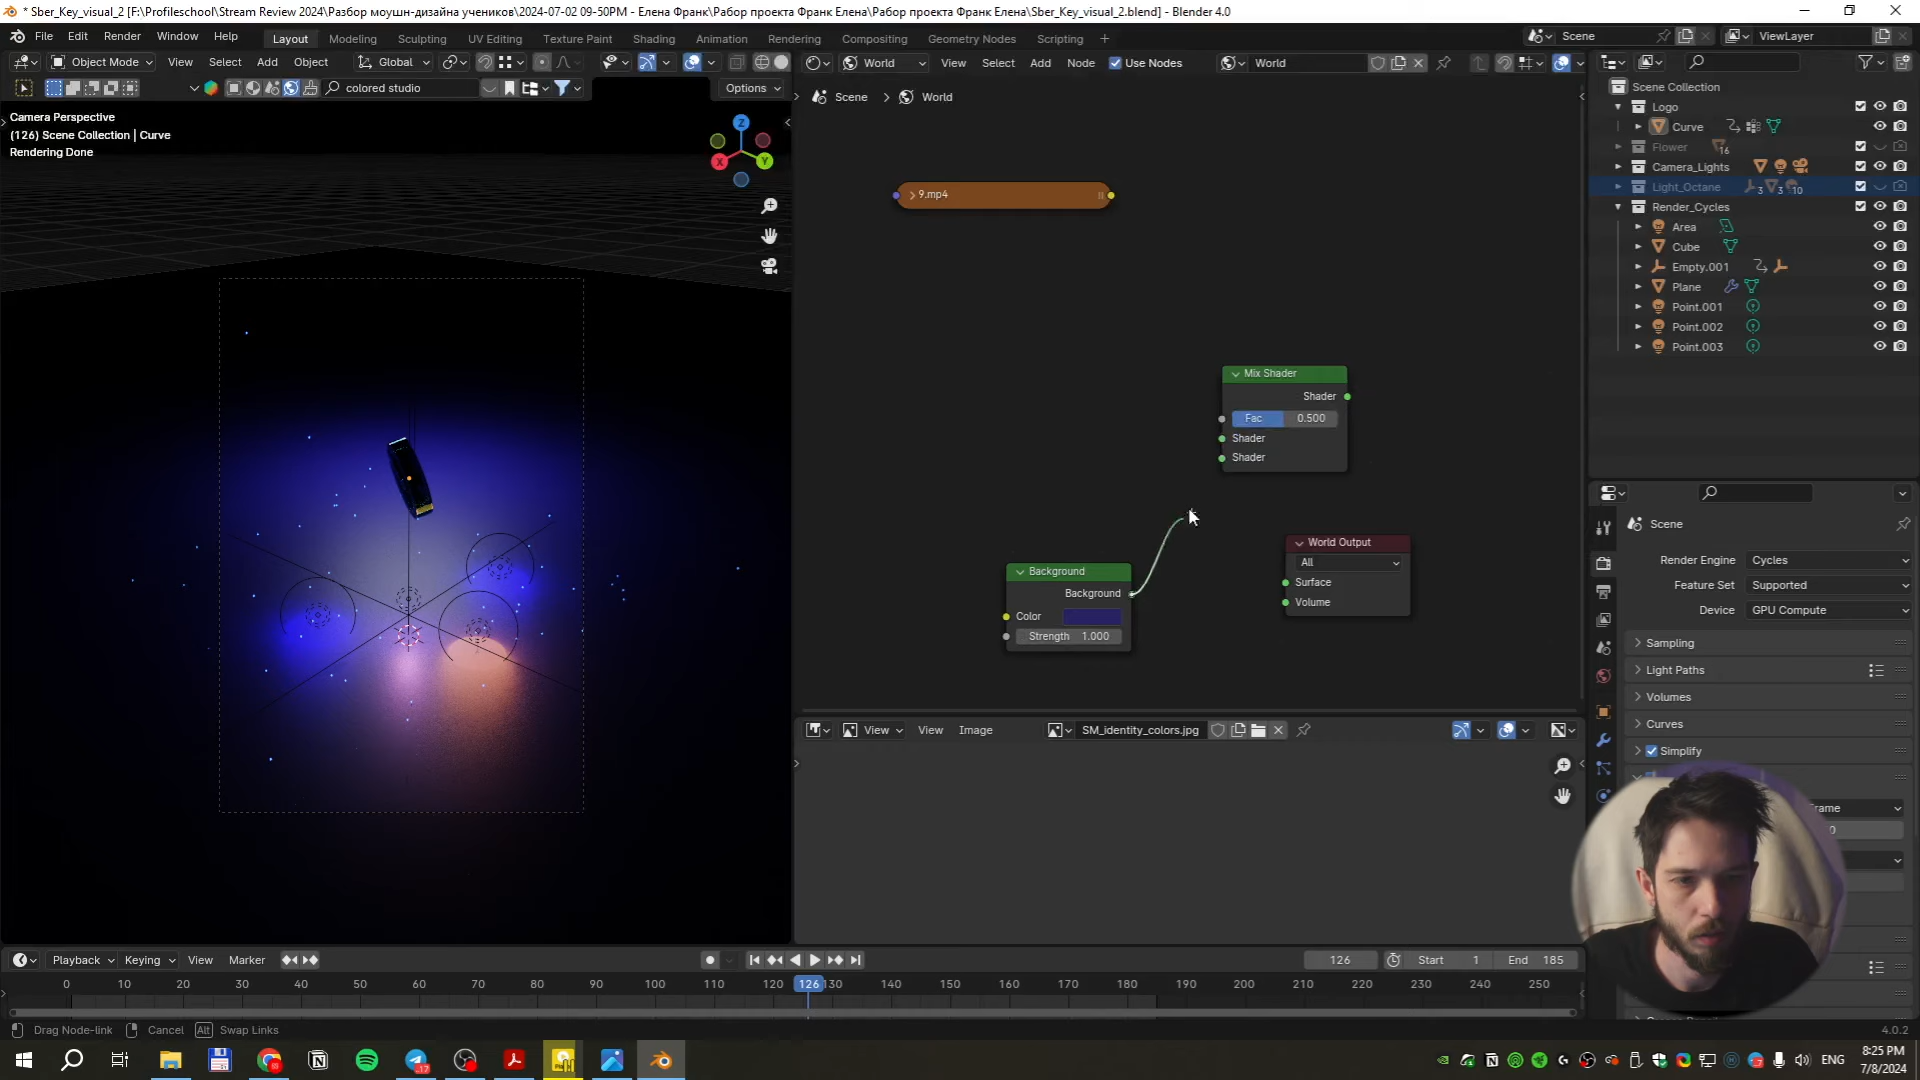 * Sber_Key_visual_2 [F:\Profileschool\Stream Review 2024\Разбор моушн-дизайна учеников\2024-07-02 09-50PM - Елена Франк\Рабор проекта Франк Елена\Рабор проекта Франк Елена\Sber_Key_visual_2.blend] - Blender 4.0
File Edit Render Window Help Layout Modeling Sculpting UV Editing Texture Paint Shading Animation Rendering Compositing Geometry Nodes Scripting + Scene ViewLayer
Object Mode View Select Add Object Global World View Select Add Node Use Nodes World
colored studio Options
Camera Perspective
(126) Scene Collection | Curve
Rendering Done
Z
X Y
Scene > World
9.mp4
Mix Shader
Shader
Fac 0.500
Shader
Shader
World Output
All
Surface
Volume
Background
Background
Color
Strength 1.000
Scene Collection
Logo
Curve
Flower 16
Camera_Lights
Light_Octane 3 3 10
Render_Cycles
Area
Cube
Empty.001
Plane
Point.001
Point.002
Point.003
Scene
Render Engine Cycles
Feature Set Supported
Device GPU Compute
Sampling
Light Paths
Volumes
Curves
Simplify
Frame
View View Image SM_identity_colors.jpg
Playback Keying View Marker 126 Start 1 End 185
0 10 20 30 40 50 60 70 80 90 100 110 120 126 130 140 150 160 170 180 190 200 210 220 230 240 250
Drag Node-link Cancel Alt Swap Links 4.0.2
ENG 8:25 PM
7/8/2024